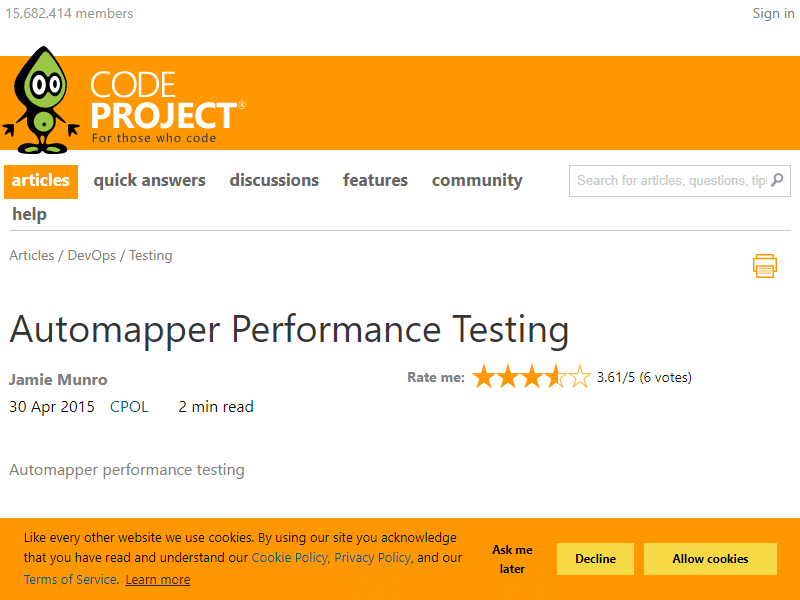 15,682,414 members
Sign in
CODE
PROJECT®
For those who code
articles quick answers discussions features community
Search for articles, questions, tip
help
Articles / DevOps / Testing
Automapper Performance Testing
Jamie Munro
Rate me: 3.61/5 (6 votes)
30 Apr 2015 CPOL 2 min read
Automapper performance testing
Like every other website we use cookies. By using our site you acknowledge
that you have read and understand our Cookie Policy, Privacy Policy, and our
Terms of Service. Learn more
Ask me
later
Decline
Allow cookies